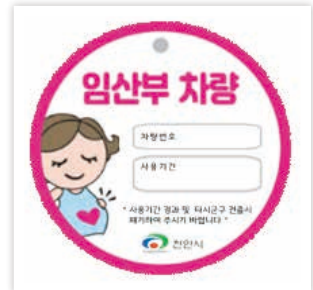 임산부 차량
차량번호
사용기간
* 사용기간 경과 및 타시군구 전출시
폐기하여 주시기 바랍니다 *
천안시